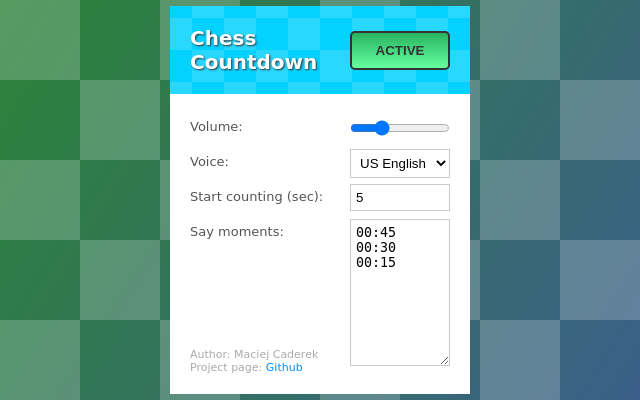 Chess
Countdown
ACTIVE
Volume:
Voice:
US English
Start counting (sec):
5
Say moments:
00:45
00:30
00:15
Author: Maciej Caderek
Project page: Github